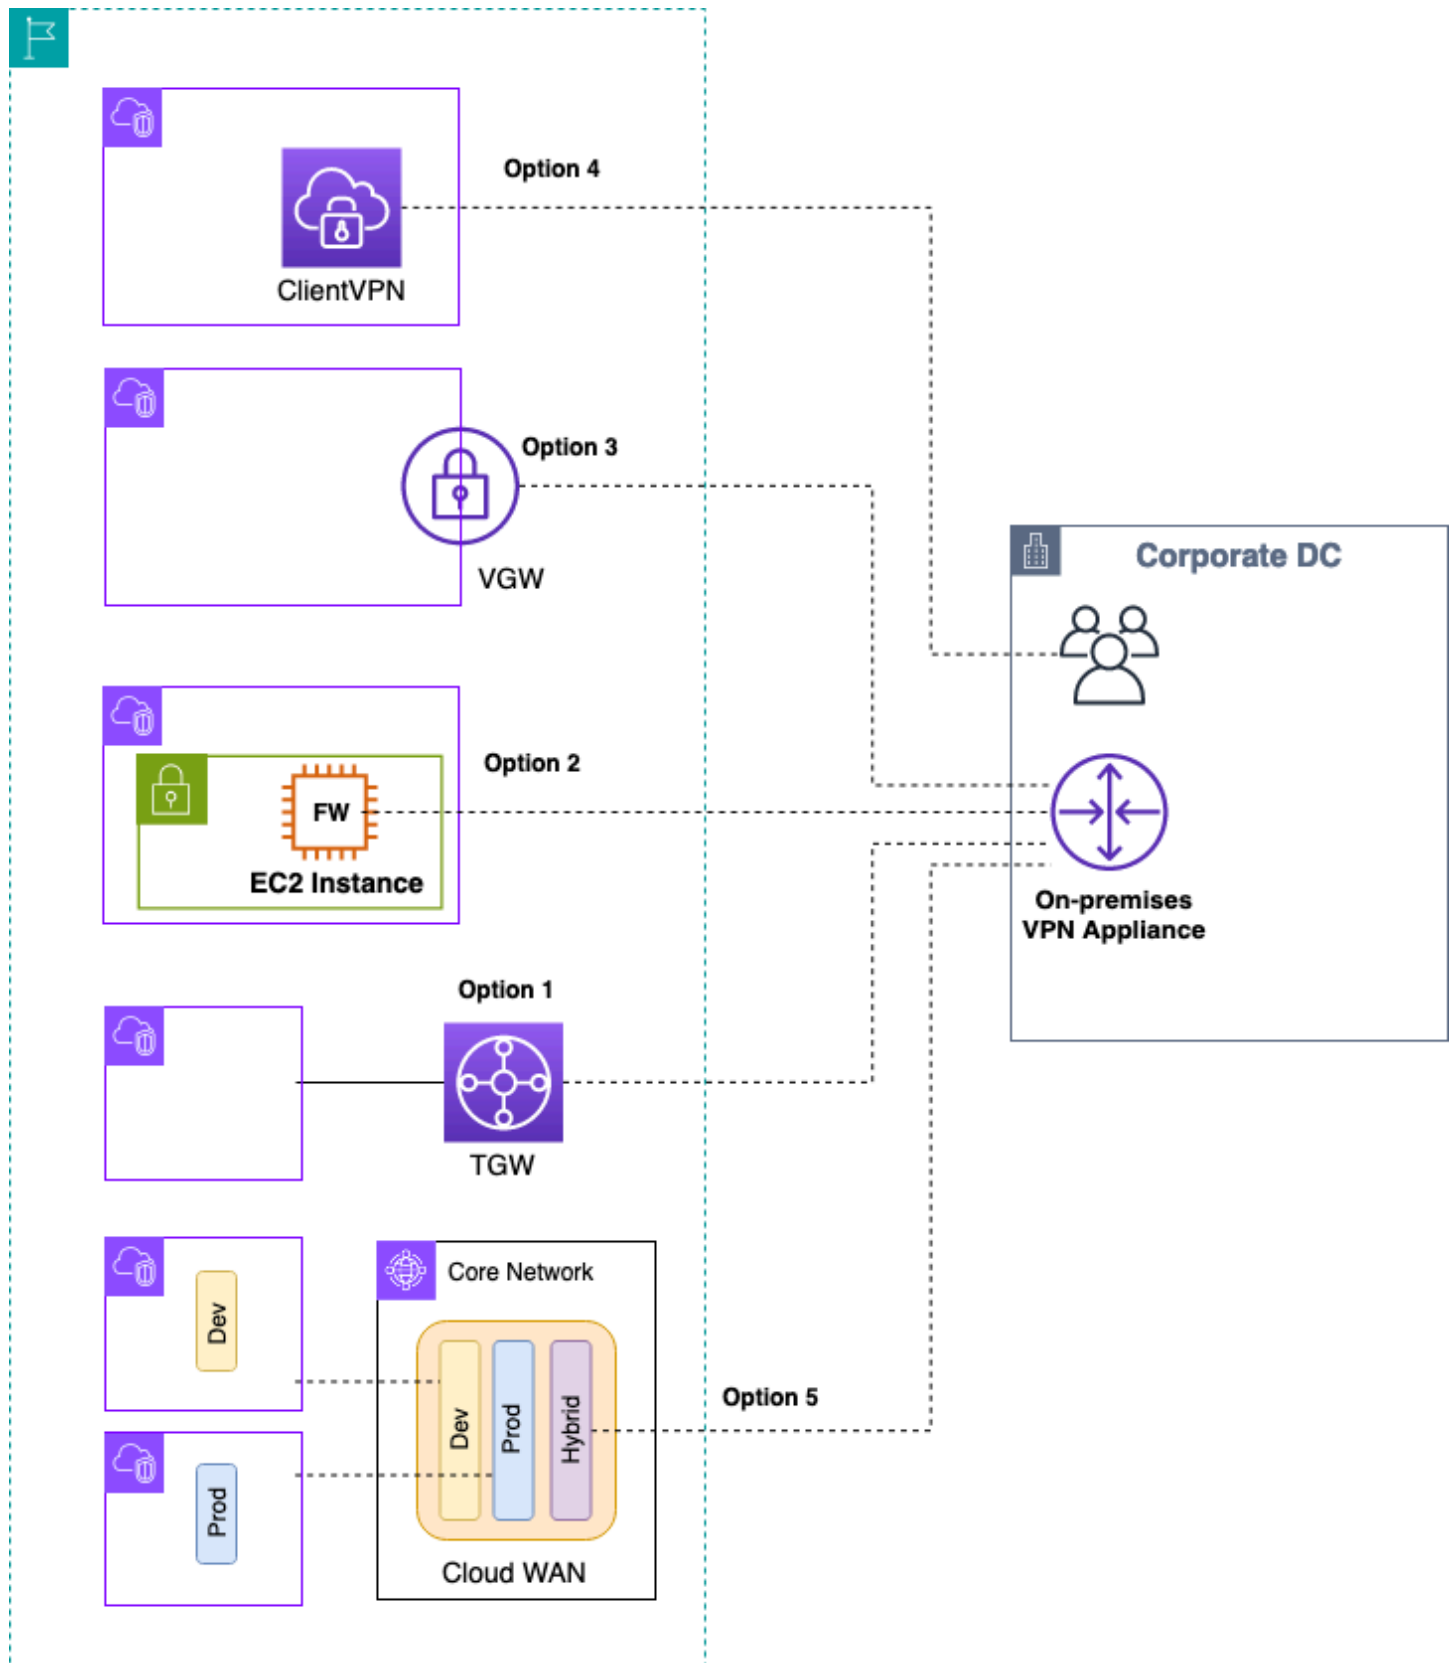 Option 4
ClientVPN
Option 3
VGW
Corporate DC
Option 2
FW
EC2 Instance
On-premises
VPN Appliance
Option 1
TGW
Dev
Core Network
Dev
Prod
Hybrid
Option 5
Prod
Cloud WAN